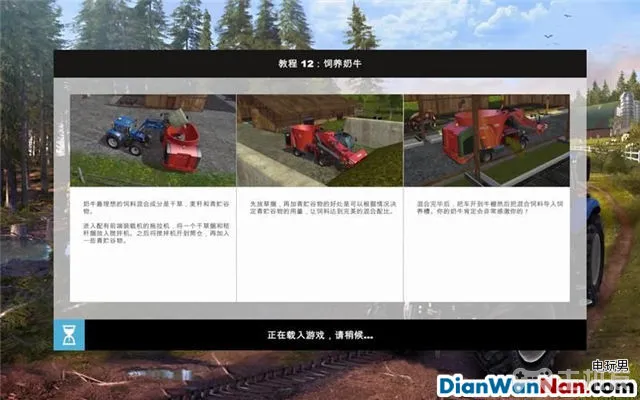 教程 12：饲养奶牛
奶牛最理想的饲料混合成分是干草，麦秆和青贮谷
物。
进入配有前端装载机的拖拉机，将一个干草捆和秸
秆捆放入搅拌机。之后将搅拌机开到筒仓，再加入
一些青贮谷物。
先放草捆，再加青贮谷物的好处是可以根据情况决
定青贮谷物的用量，让饲料达到完美的混合配比。
混合完毕后，把车开到牛棚然后把混合饲料导入饲
养槽。你的奶牛肯定会非常感激你的！
正在载入游戏，请稍候...
电玩男
DianWanNan.com